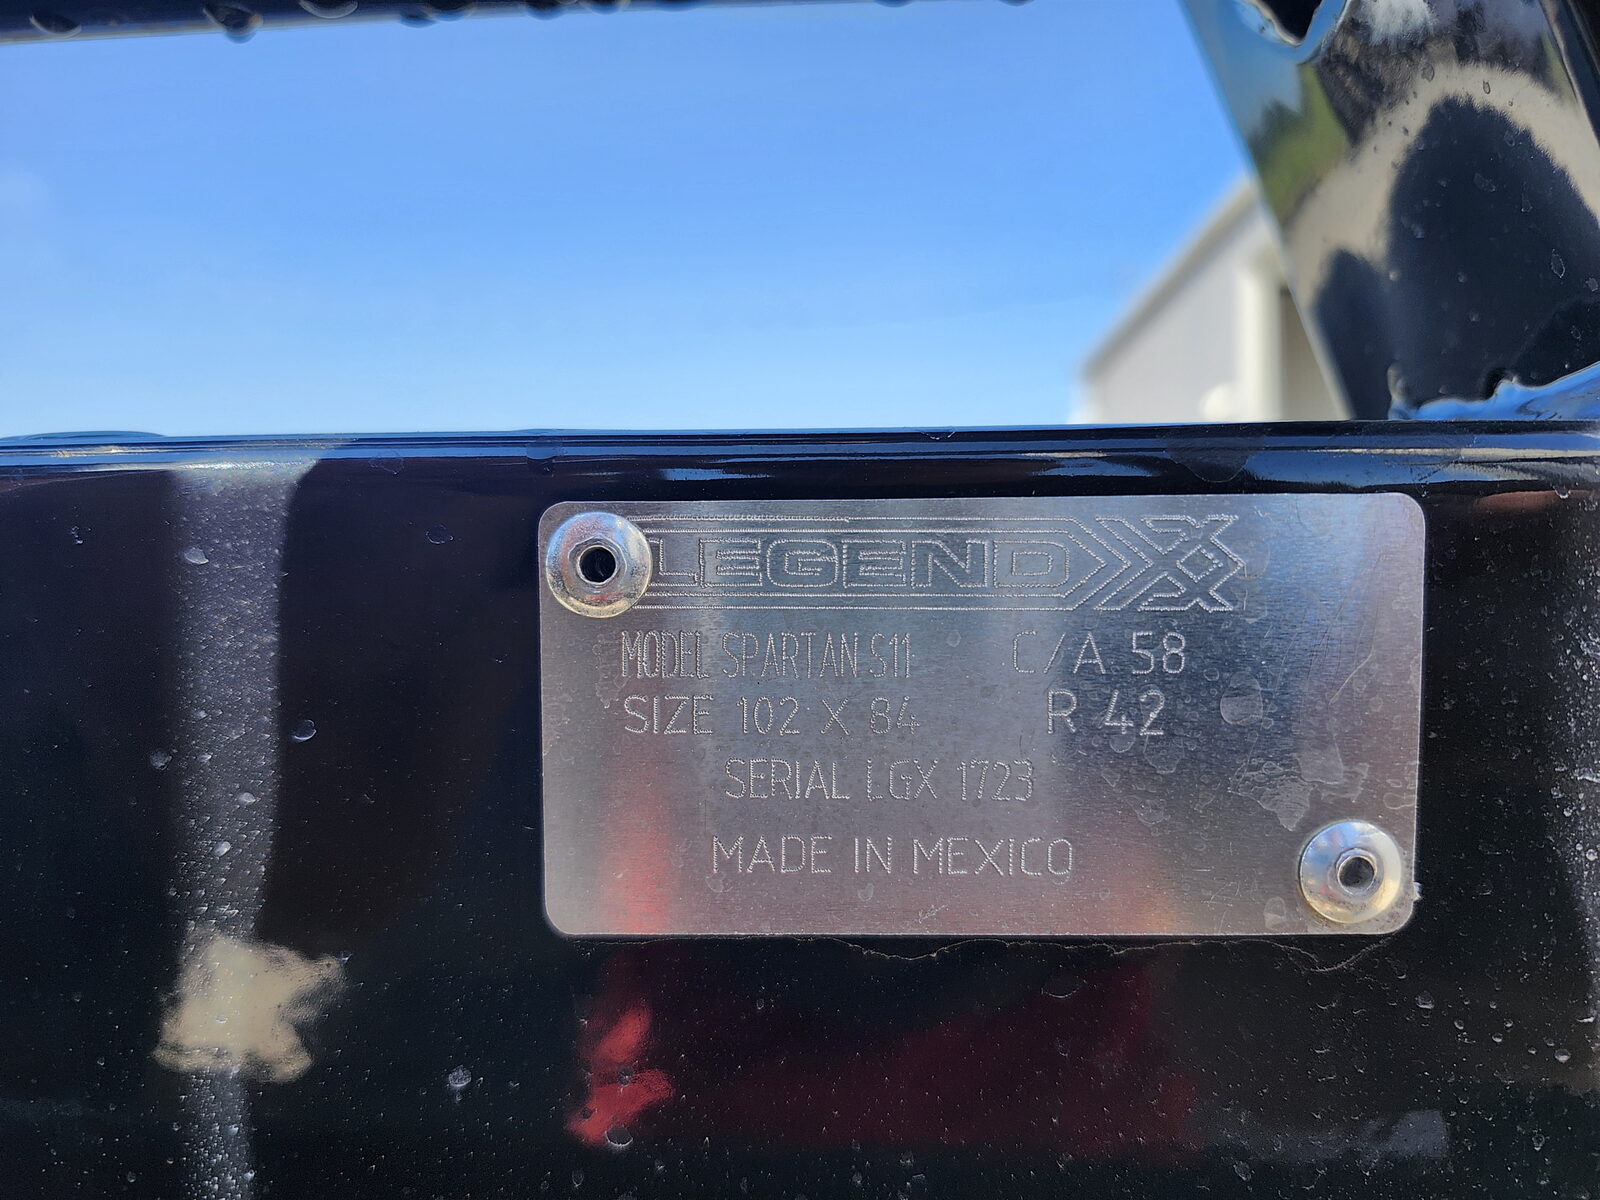 LEGEND X
MODEL SPARTAN S11 C/A 58
SIZE 102 X 84 R 42
SERIAL LGX 1723
MADE IN MEXICO